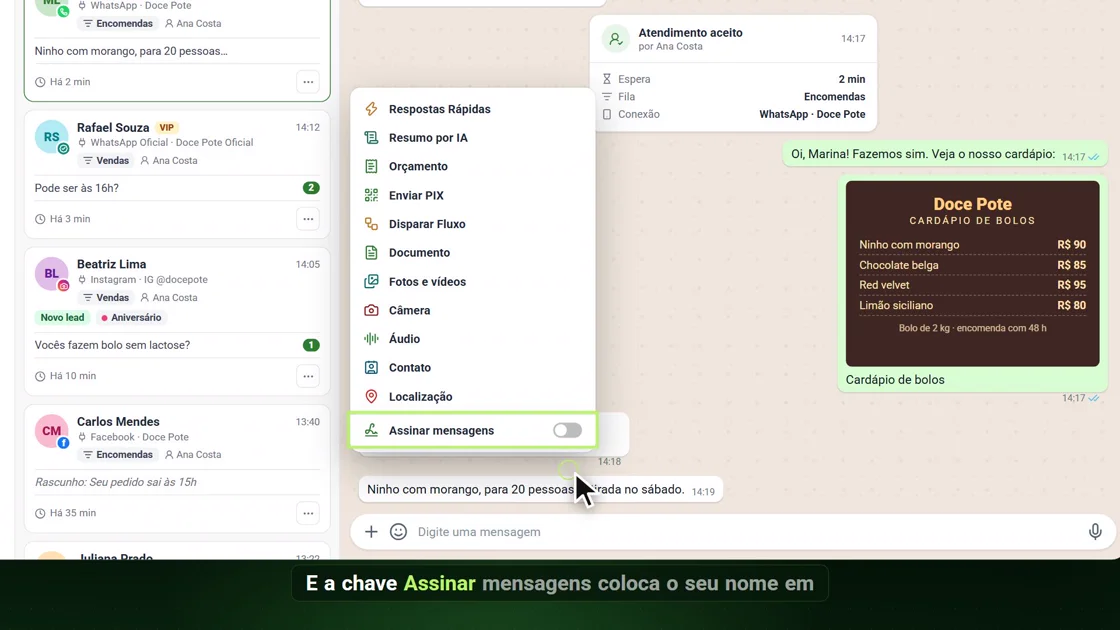 WhatsApp · Doce Pote
Encomendas Ana Costa
Ninho com morango, para 20 pessoas…
Há 2 min
RS
Rafael Souza VIP 14:12
WhatsApp Oficial · Doce Pote Oficial
Vendas Ana Costa
Pode ser às 16h? 2
Há 3 min
BL
Beatriz Lima 14:05
Instagram · IG @docepote
Vendas Ana Costa
Novo lead Aniversário
Vocês fazem bolo sem lactose? 1
Há 10 min
CM
Carlos Mendes 13:40
Facebook · Doce Pote
Encomendas Ana Costa
Rascunho: Seu pedido sai às 15h
Há 35 min
Juliana Prado 13:22
Respostas Rápidas
Resumo por IA
Orçamento
Enviar PIX
Disparar Fluxo
Documento
Fotos e vídeos
Câmera
Áudio
Contato
Localização
Assinar mensagens
Atendimento aceito 14:17
por Ana Costa
Espera 2 min
Fila Encomendas
Conexão WhatsApp · Doce Pote
Oi, Marina! Fazemos sim. Veja o nosso cardápio: 14:17
Doce Pote
CARDÁPIO DE BOLOS
Ninho com morango R$ 90
Chocolate belga R$ 85
Red velvet R$ 95
Limão siciliano R$ 80
Bolo de 2 kg · encomenda com 48 h
Cardápio de bolos
14:17
14:18
Ninho com morango, para 20 pessoas no sábado. 14:19
Digite uma mensagem
E a chave Assinar mensagens coloca o seu nome em